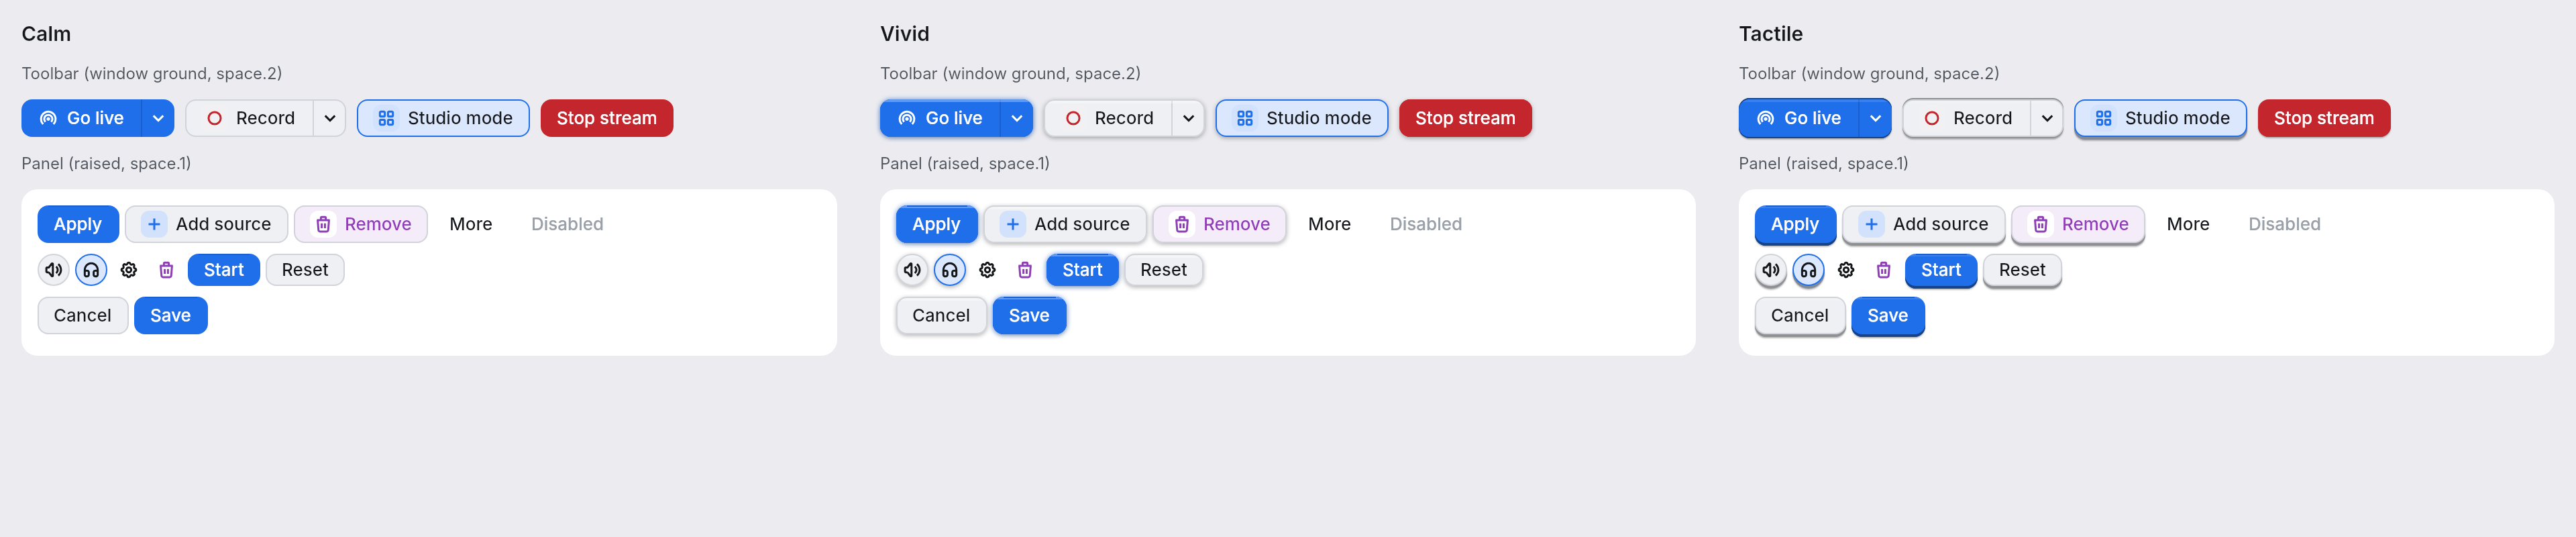 Calm
Toolbar (window ground, space.2)
Go live Record Studio mode Stop stream
Panel (raised, space.1)
Apply Add source Remove More Disabled
Start Reset
Cancel Save
Vivid
Toolbar (window ground, space.2)
Go live Record Studio mode Stop stream
Panel (raised, space.1)
Apply Add source Remove More Disabled
Start Reset
Cancel Save
Tactile
Toolbar (window ground, space.2)
Go live Record Studio mode Stop stream
Panel (raised, space.1)
Apply Add source Remove More Disabled
Start Reset
Cancel Save